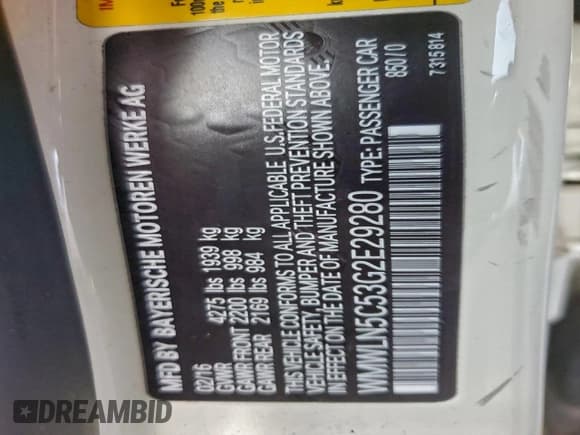 MFD BY BAYERISCHE MOTOREN WERKE AG
02/16
GVWR 4275 lbs 1939 kg
GAWR FRONT 2200 lbs 998 kg
GAWR REAR 2169 lbs 984 kg
THIS VEHICLE CONFORMS TO ALL APPLICABLE U.S. FEDERAL MOTOR
VEHICLE SAFETY, BUMPER AND THEFT PREVENTION STANDARDS
IN EFFECT ON THE DATE OF MANUFACTURE SHOWN ABOVE.
WMWLN5C53G2E29280 TYPE: PASSENGER CAR
85070
7315814
DREAMBID